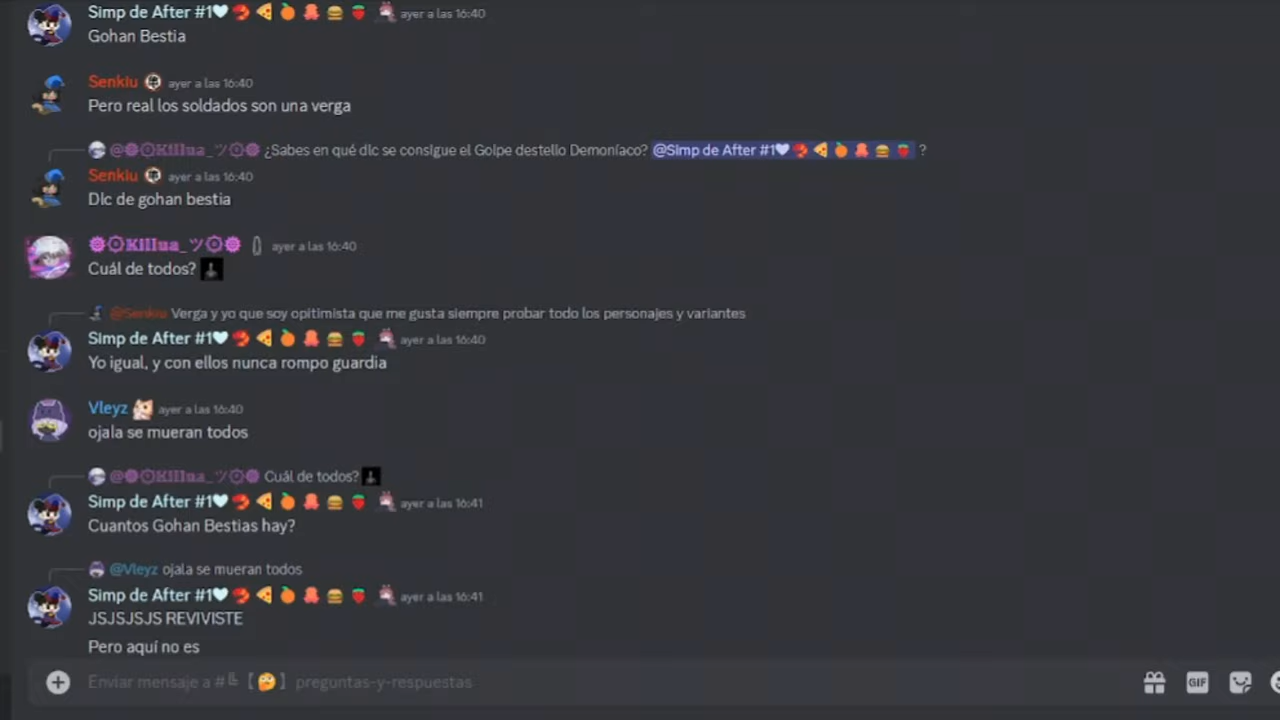 Simp de After #1🤍🦐🍕🍊🐙🍔🍓 ayer a las 16:40
Gohan Bestia
Senkiu ayer a las 16:40
Pero real los soldados son una verga
@Killua_ツ ¿Sabes en qué dlc se consigue el Golpe destello Demoníaco? @Simp de After #1🤍🦐🍕🍊🐙🍔🍓 ?
Senkiu ayer a las 16:40
Dlc de gohan bestia
Killua_ツ ayer a las 16:40
Cuál de todos?
@Senkiu Verga y yo que soy opitimista que me gusta siempre probar todo los personajes y variantes
Simp de After #1🤍🦐🍕🍊🐙🍔🍓 ayer a las 16:40
Yo igual, y con ellos nunca rompo guardia
Vleyz ayer a las 16:40
ojala se mueran todos
@Killua_ツ Cuál de todos?
Simp de After #1🤍🦐🍕🍊🐙🍔🍓 ayer a las 16:41
Cuantos Gohan Bestias hay?
@Vleyz ojala se mueran todos
Simp de After #1🤍🦐🍕🍊🐙🍔🍓 ayer a las 16:41
JSJSJSJS REVIVISTE
Pero aquí no es
Enviar mensaje a #╚【🤔】preguntas-y-respuestas
GIF